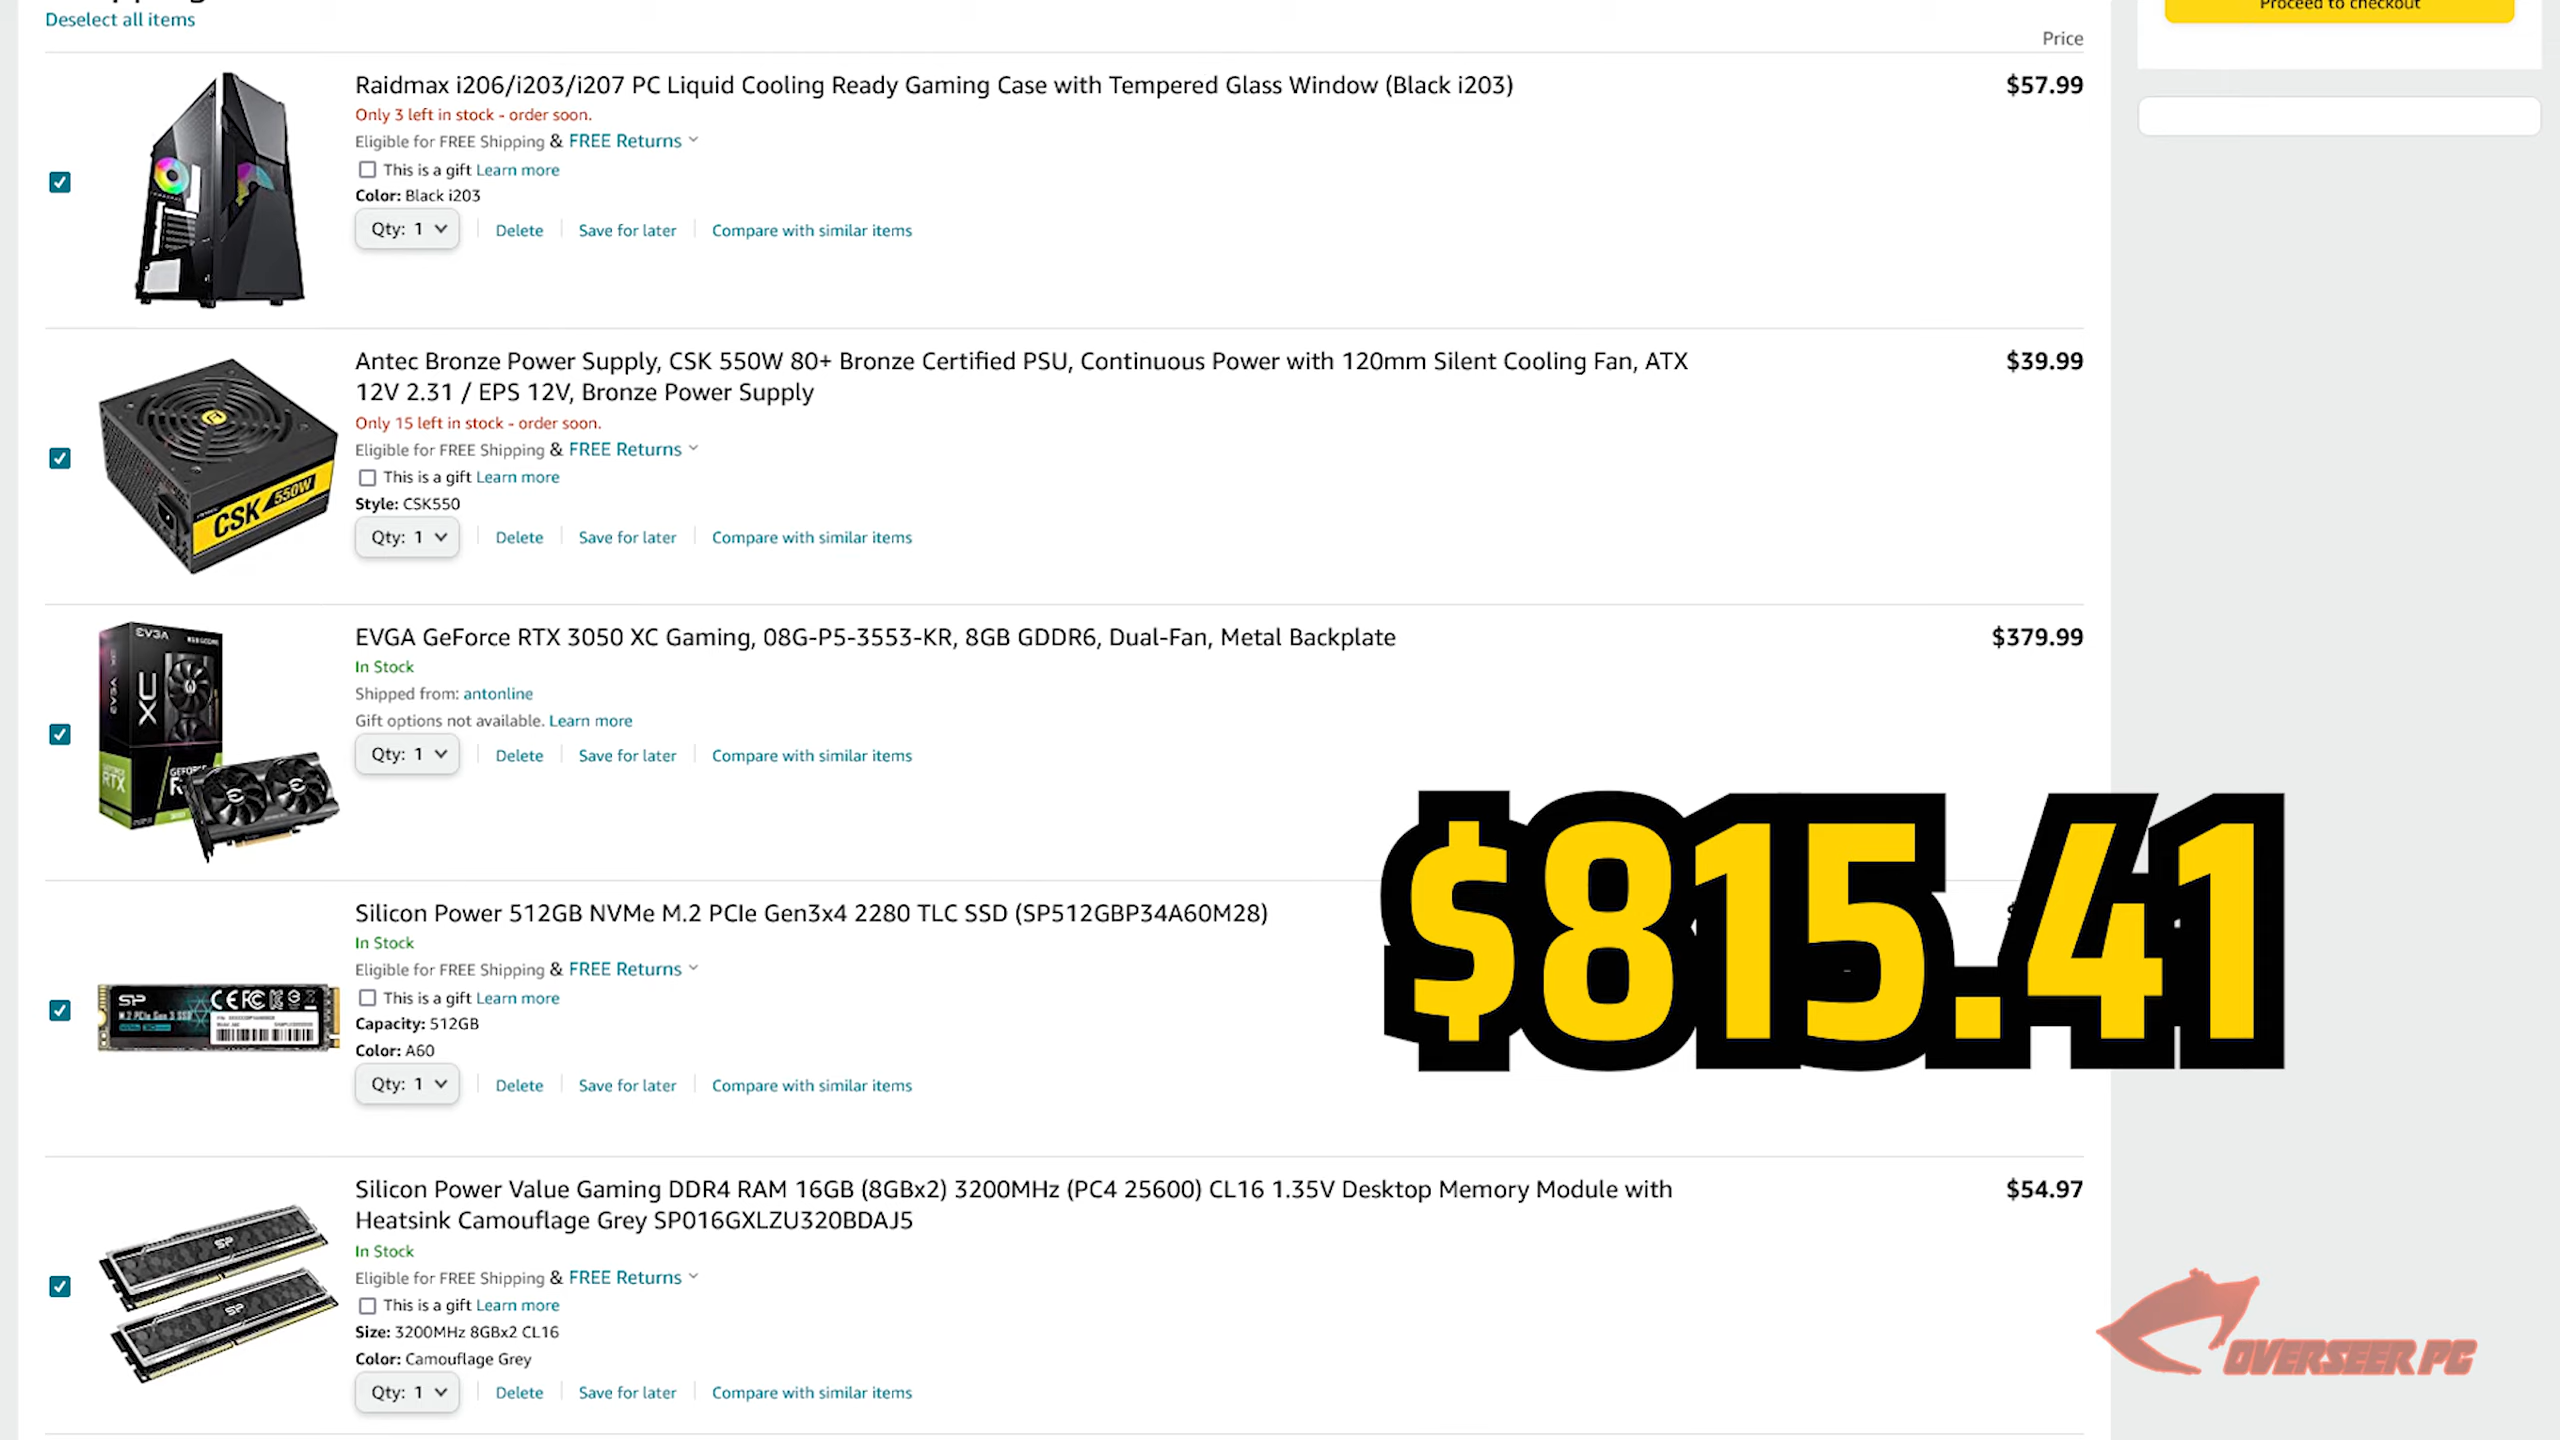 Deselect all items
Proceed to checkout
Price
Raidmax i206/i203/i207 PC Liquid Cooling Ready Gaming Case with Tempered Glass Window (Black i203)
$57.99
Only 3 left in stock - order soon.
Eligible for FREE Shipping & FREE Returns
This is a gift Learn more
Color: Black i203
Qty: 1
Delete
Save for later
Compare with similar items
Antec Bronze Power Supply, CSK 550W 80+ Bronze Certified PSU, Continuous Power with 120mm Silent Cooling Fan, ATX
12V 2.31 / EPS 12V, Bronze Power Supply
$39.99
Only 15 left in stock - order soon.
Eligible for FREE Shipping & FREE Returns
This is a gift Learn more
Style: CSK550
Qty: 1
Delete
Save for later
Compare with similar items
CSK 550W
EVGA GeForce RTX 3050 XC Gaming, 08G-P5-3553-KR, 8GB GDDR6, Dual-Fan, Metal Backplate
$379.99
In Stock
Shipped from: antonline
Gift options not available. Learn more
Qty: 1
Delete
Save for later
Compare with similar items
EVGA
XC
GEFORCE
RTX
$815.41
Silicon Power 512GB NVMe M.2 PCIe Gen3x4 2280 TLC SSD (SP512GBP34A60M28)
In Stock
Eligible for FREE Shipping & FREE Returns
This is a gift Learn more
Capacity: 512GB
Color: A60
Qty: 1
Delete
Save for later
Compare with similar items
SP
M.2 PCIe Gen 3 SSD
Silicon Power Value Gaming DDR4 RAM 16GB (8GBx2) 3200MHz (PC4 25600) CL16 1.35V Desktop Memory Module with
Heatsink Camouflage Grey SP016GXLZU320BDAJ5
$54.97
In Stock
Eligible for FREE Shipping & FREE Returns
This is a gift Learn more
Size: 3200MHz 8GBx2 CL16
Color: Camouflage Grey
Qty: 1
Delete
Save for later
Compare with similar items
SP
SP
OVERSEER PC